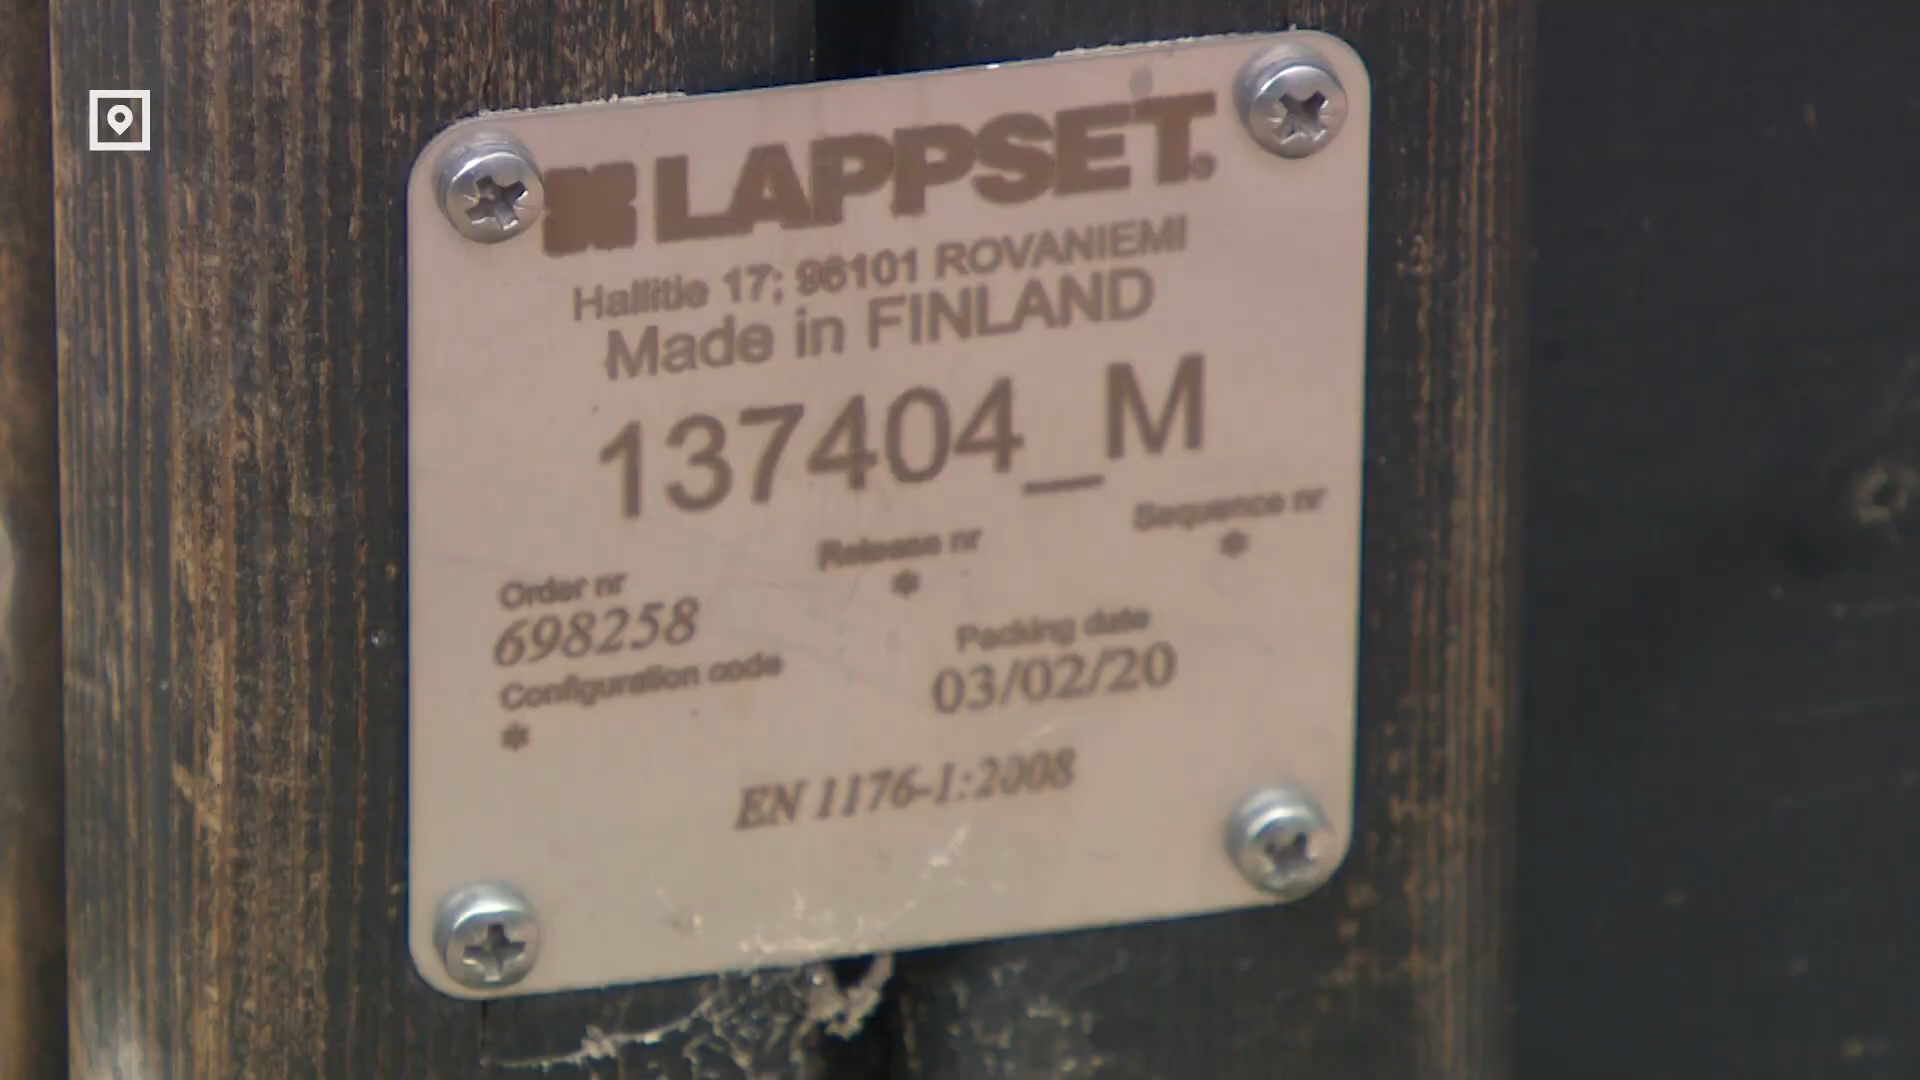 LAPPSET®
Hallitie 17; 96101 ROVANIEMI
Made in FINLAND
137404_M
Order nr
Release nr
Sequence nr
698258
*
*
Configuration code
Packing date
*
03/02/20
EN 1176-1:2008